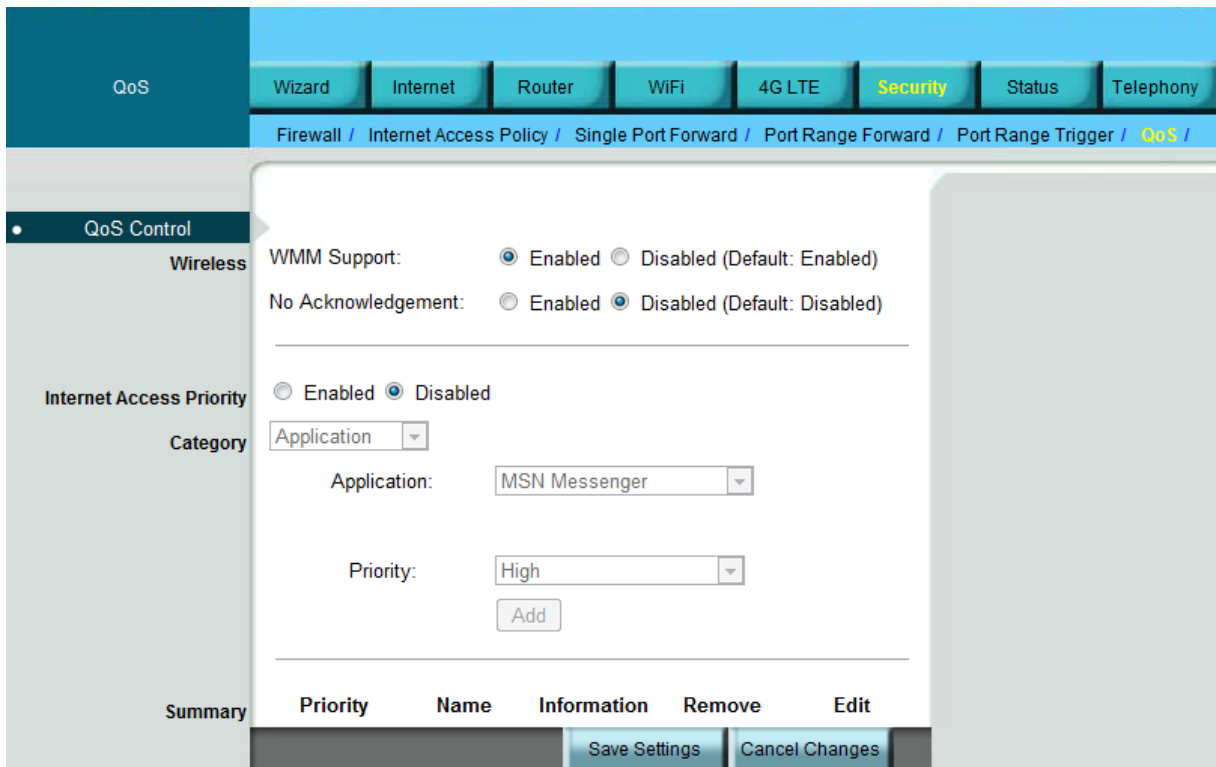 QoS
Wizard Internet Router WiFi 4G LTE Security Status Telephony
Firewall / Internet Access Policy / Single Port Forward / Port Range Forward / Port Range Trigger / QoS /
QoS Control
Wireless
WMM Support: Enabled Disabled (Default: Enabled)
No Acknowledgement: Enabled Disabled (Default: Disabled)
Internet Access Priority Enabled Disabled
Category Application
Application: MSN Messenger
Priority: High
Add
Summary Priority Name Information Remove Edit
Save Settings Cancel Changes